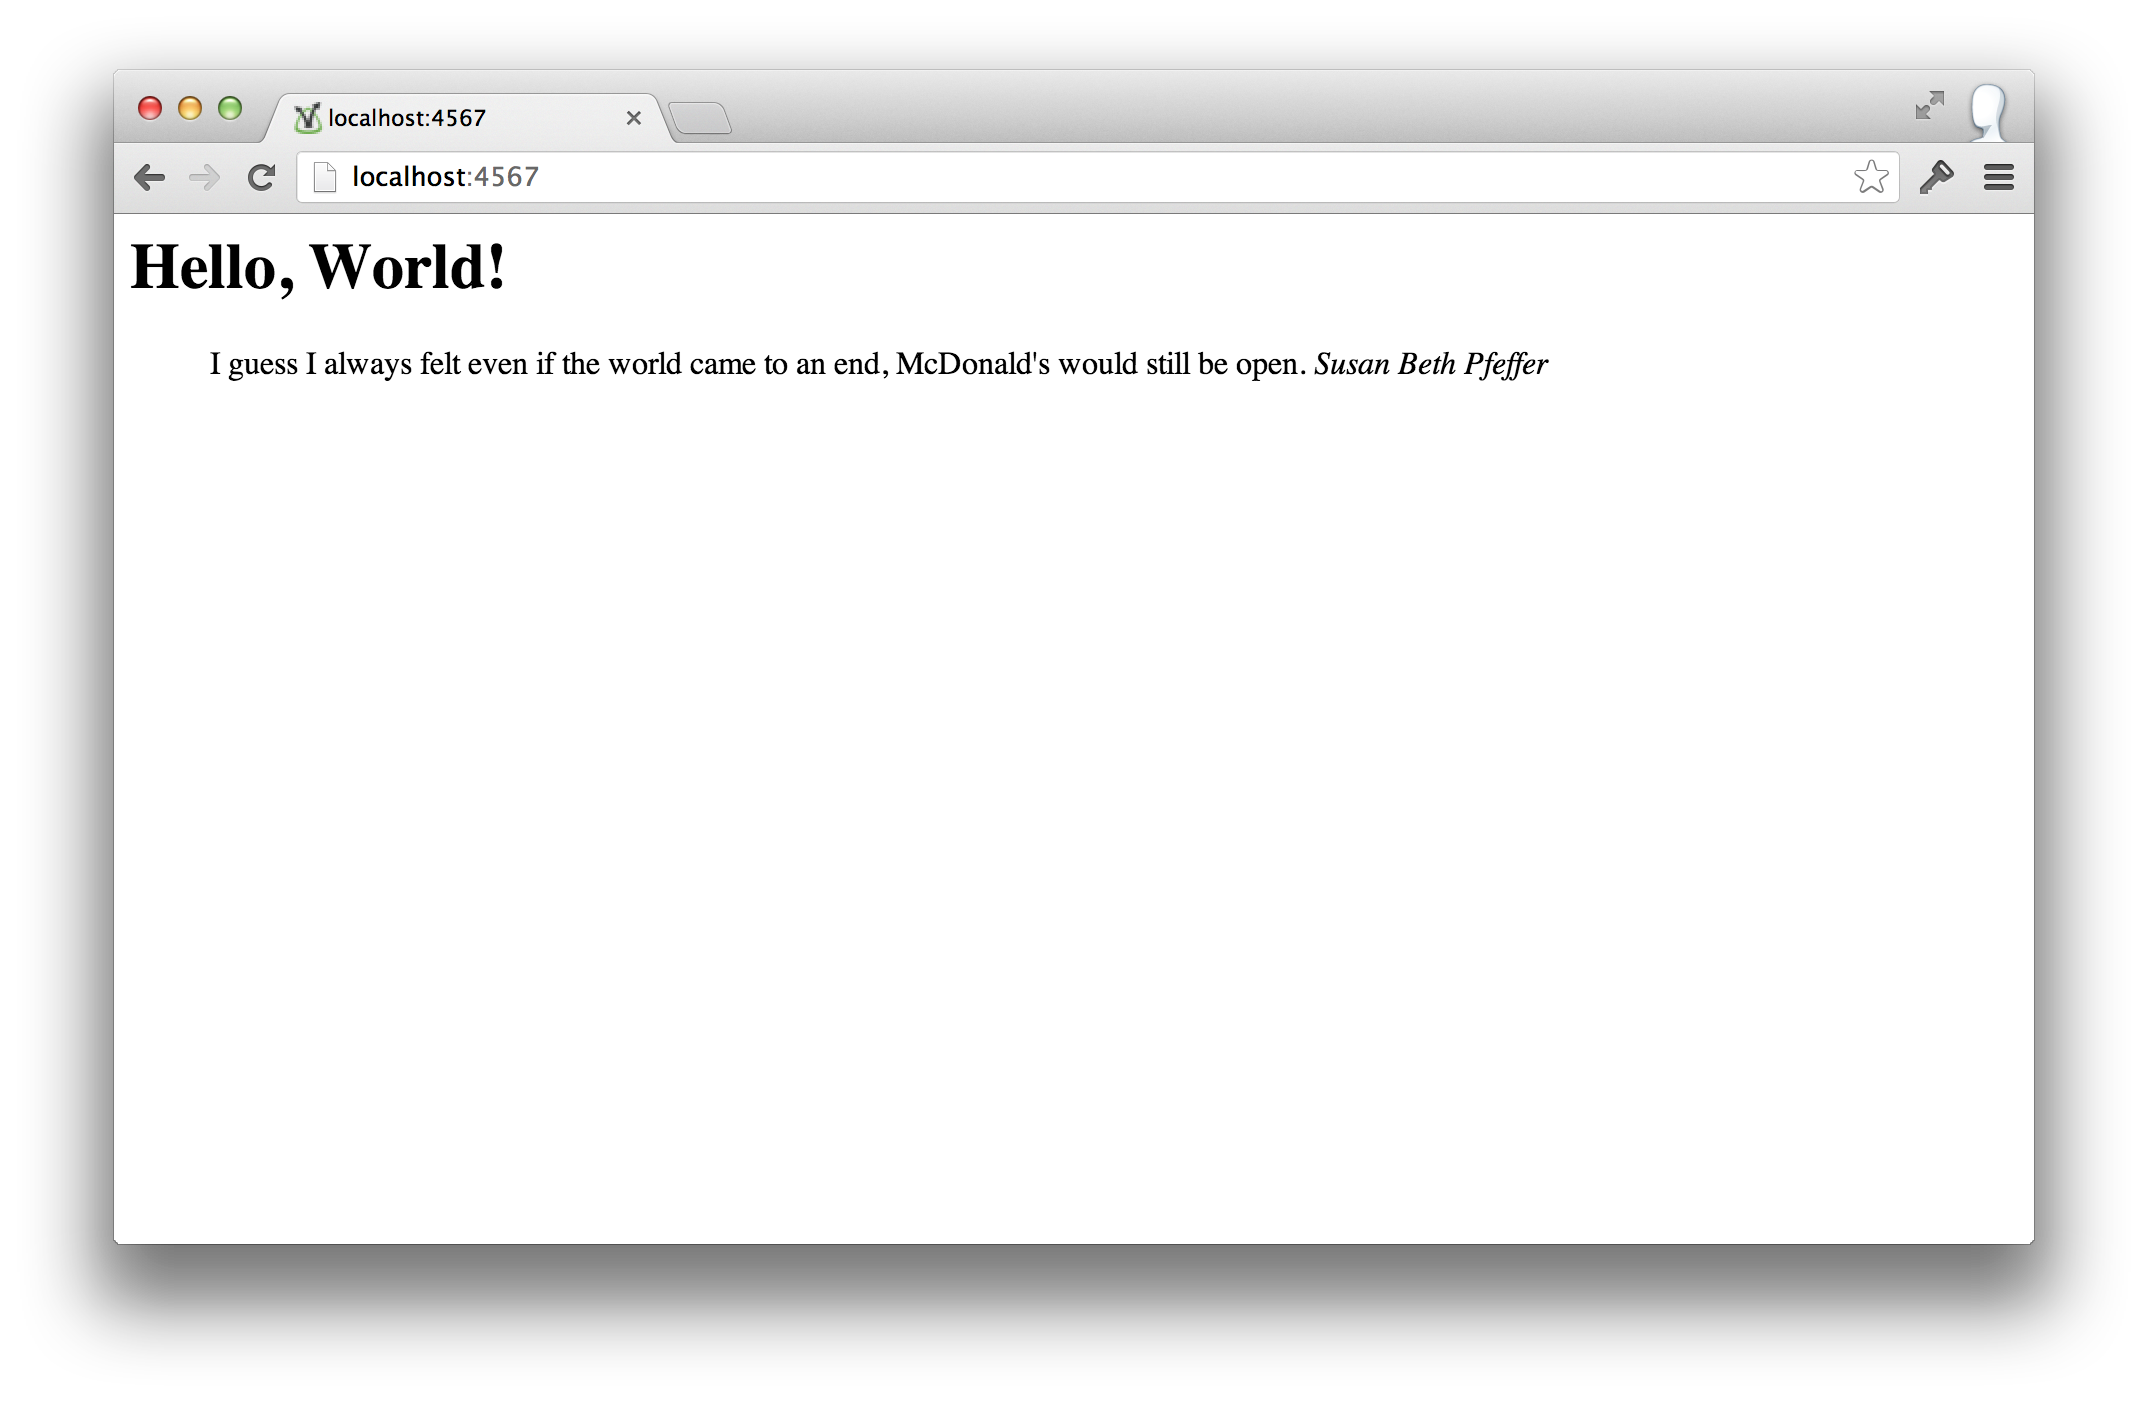 localhost:4567
localhost:4567
Hello, World!
I guess I always felt even if the world came to an end, McDonald's would still be open. Susan Beth Pfeffer